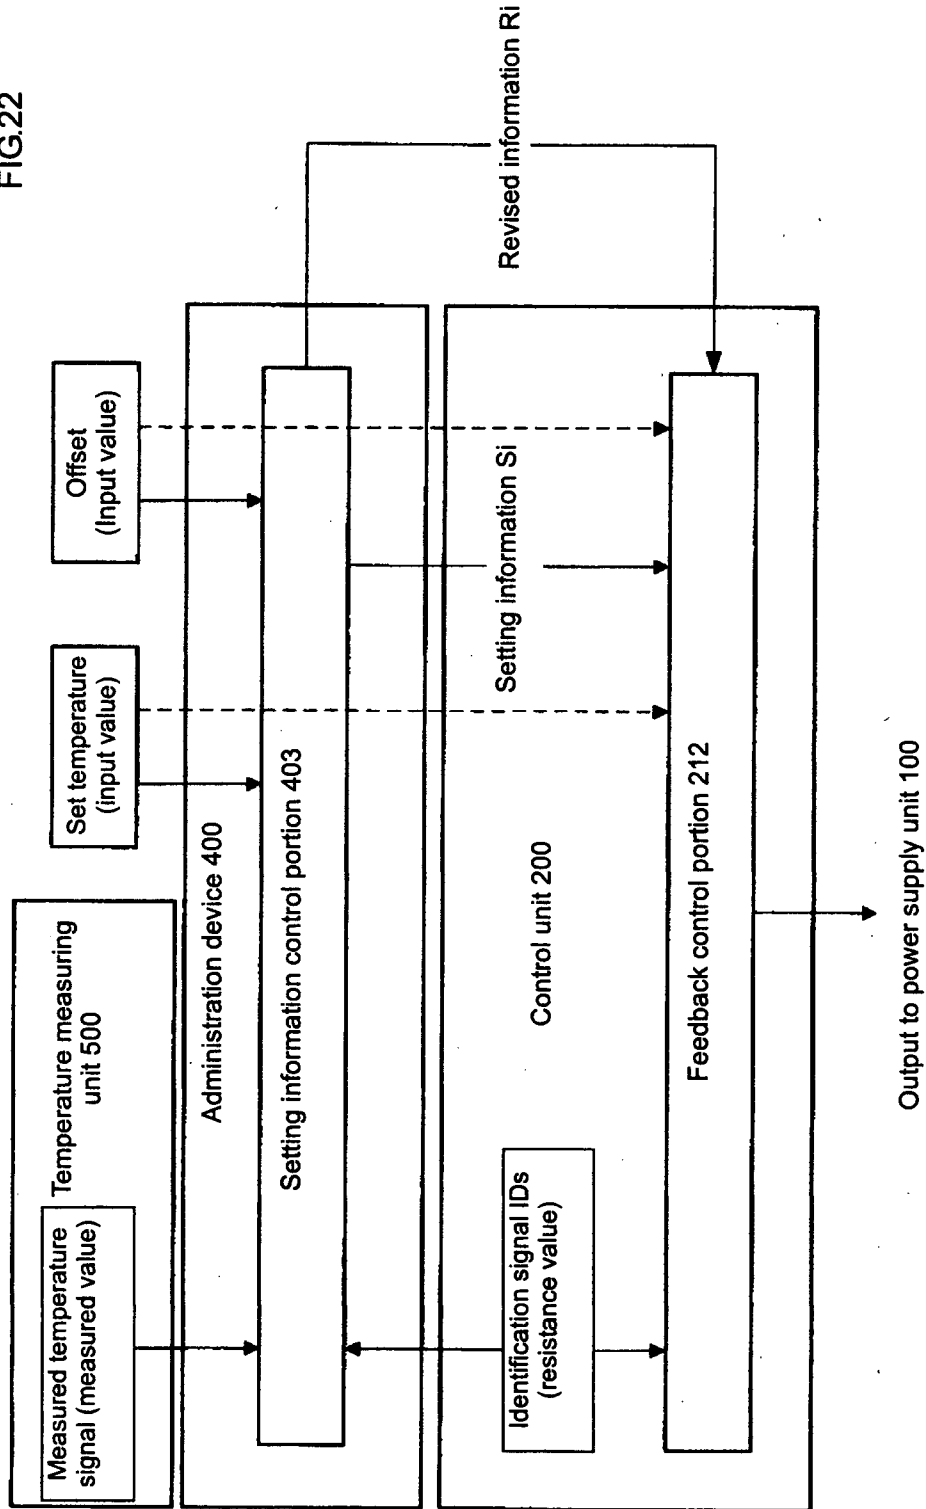 FIG.22
Temperature measuring
unit 500
Measured temperature
signal (measured value)
Set temperature
(input value)
Offset
(Input value)
Administration device 400
Setting information control portion 403
Revised information Ri
Setting information Si
Control unit 200
Identification signal IDs
(resistance value)
Feedback control portion 212
Output to power supply unit 100